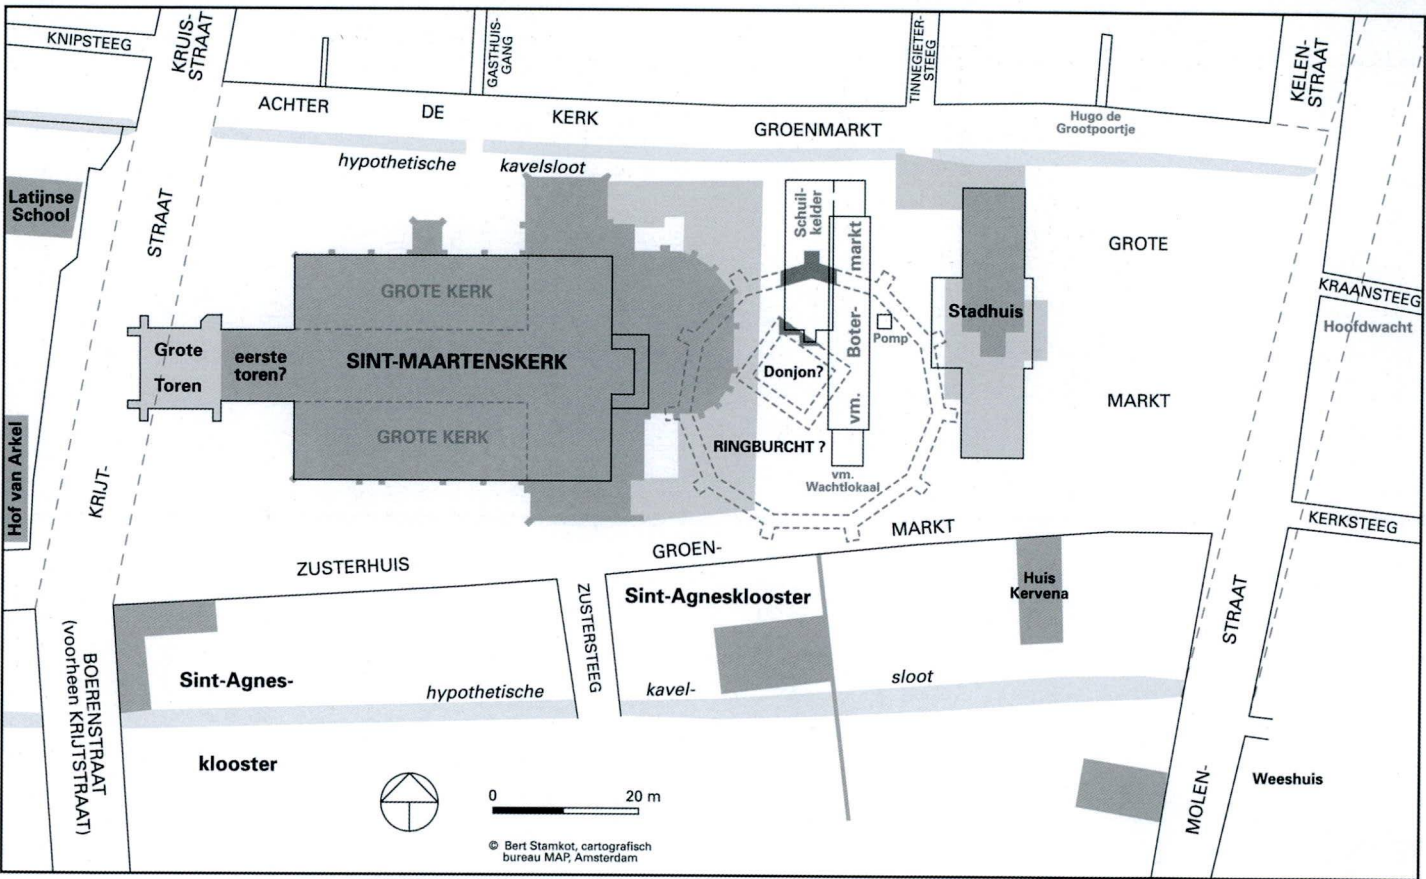 KNIPSTEEG
KRUIS-
STRAAT
GASTHUIS-
GANG
TINNEGIETER-
STEEG
KELEN-
STRAAT
ACHTER DE KERK
GROENMARKT
Hugo de
Grootpoortje
hypothetische kavelsloot
Latijnse
School
STRAAT
Schuil-
kelder
markt
Boter-
vm.
GROTE
MARKT
KRAANSTEEG
Hoofdwacht
GROTE KERK
Stadhuis
Pomp
Grote
Toren
eerste
toren?
SINT-MAARTENSKERK
Donjon?
GROTE KERK
RINGBURCHT ?
vm.
Wachtlokaal
Hof van Arkel
KRIJT-
KERKSTEEG
ZUSTERHUIS
GROEN-
MARKT
ZUSTERSTEEG
Sint-Agnesklooster
Huis
Kervena
STRAAT
BOERENSTRAAT
(voorheen KRIJTSTRAAT)
Sint-Agnes-
hypothetische
kavel-
sloot
klooster
MOLEN-
Weeshuis
0 20 m
© Bert Stamkot, cartografisch
bureau MAP, Amsterdam